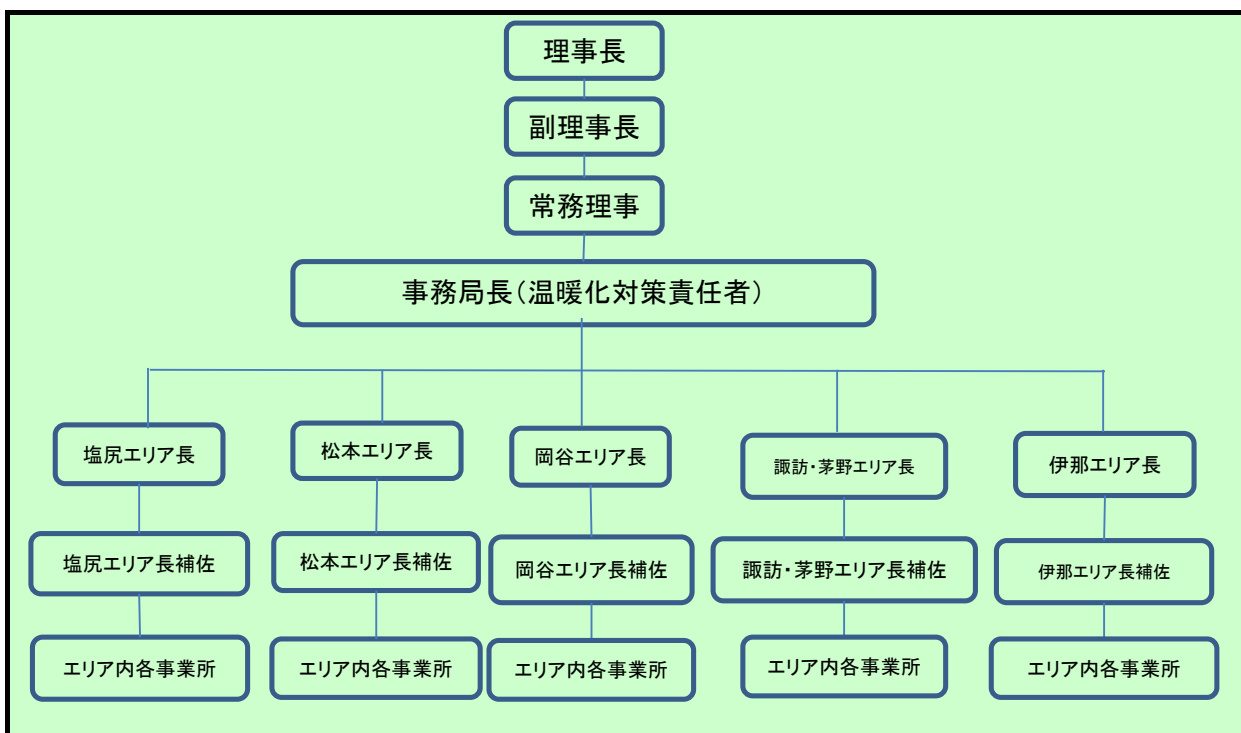 理事長
副理事長
常務理事
事務局長（温暖化対策責任者）
塩尻エリア長
松本エリア長
岡谷エリア長
諏訪・茅野エリア長
伊那エリア長
塩尻エリア長補佐
松本エリア長補佐
岡谷エリア長補佐
諏訪・茅野エリア長補佐
伊那エリア長補佐
エリア内各事業所
エリア内各事業所
エリア内各事業所
エリア内各事業所
エリア内各事業所